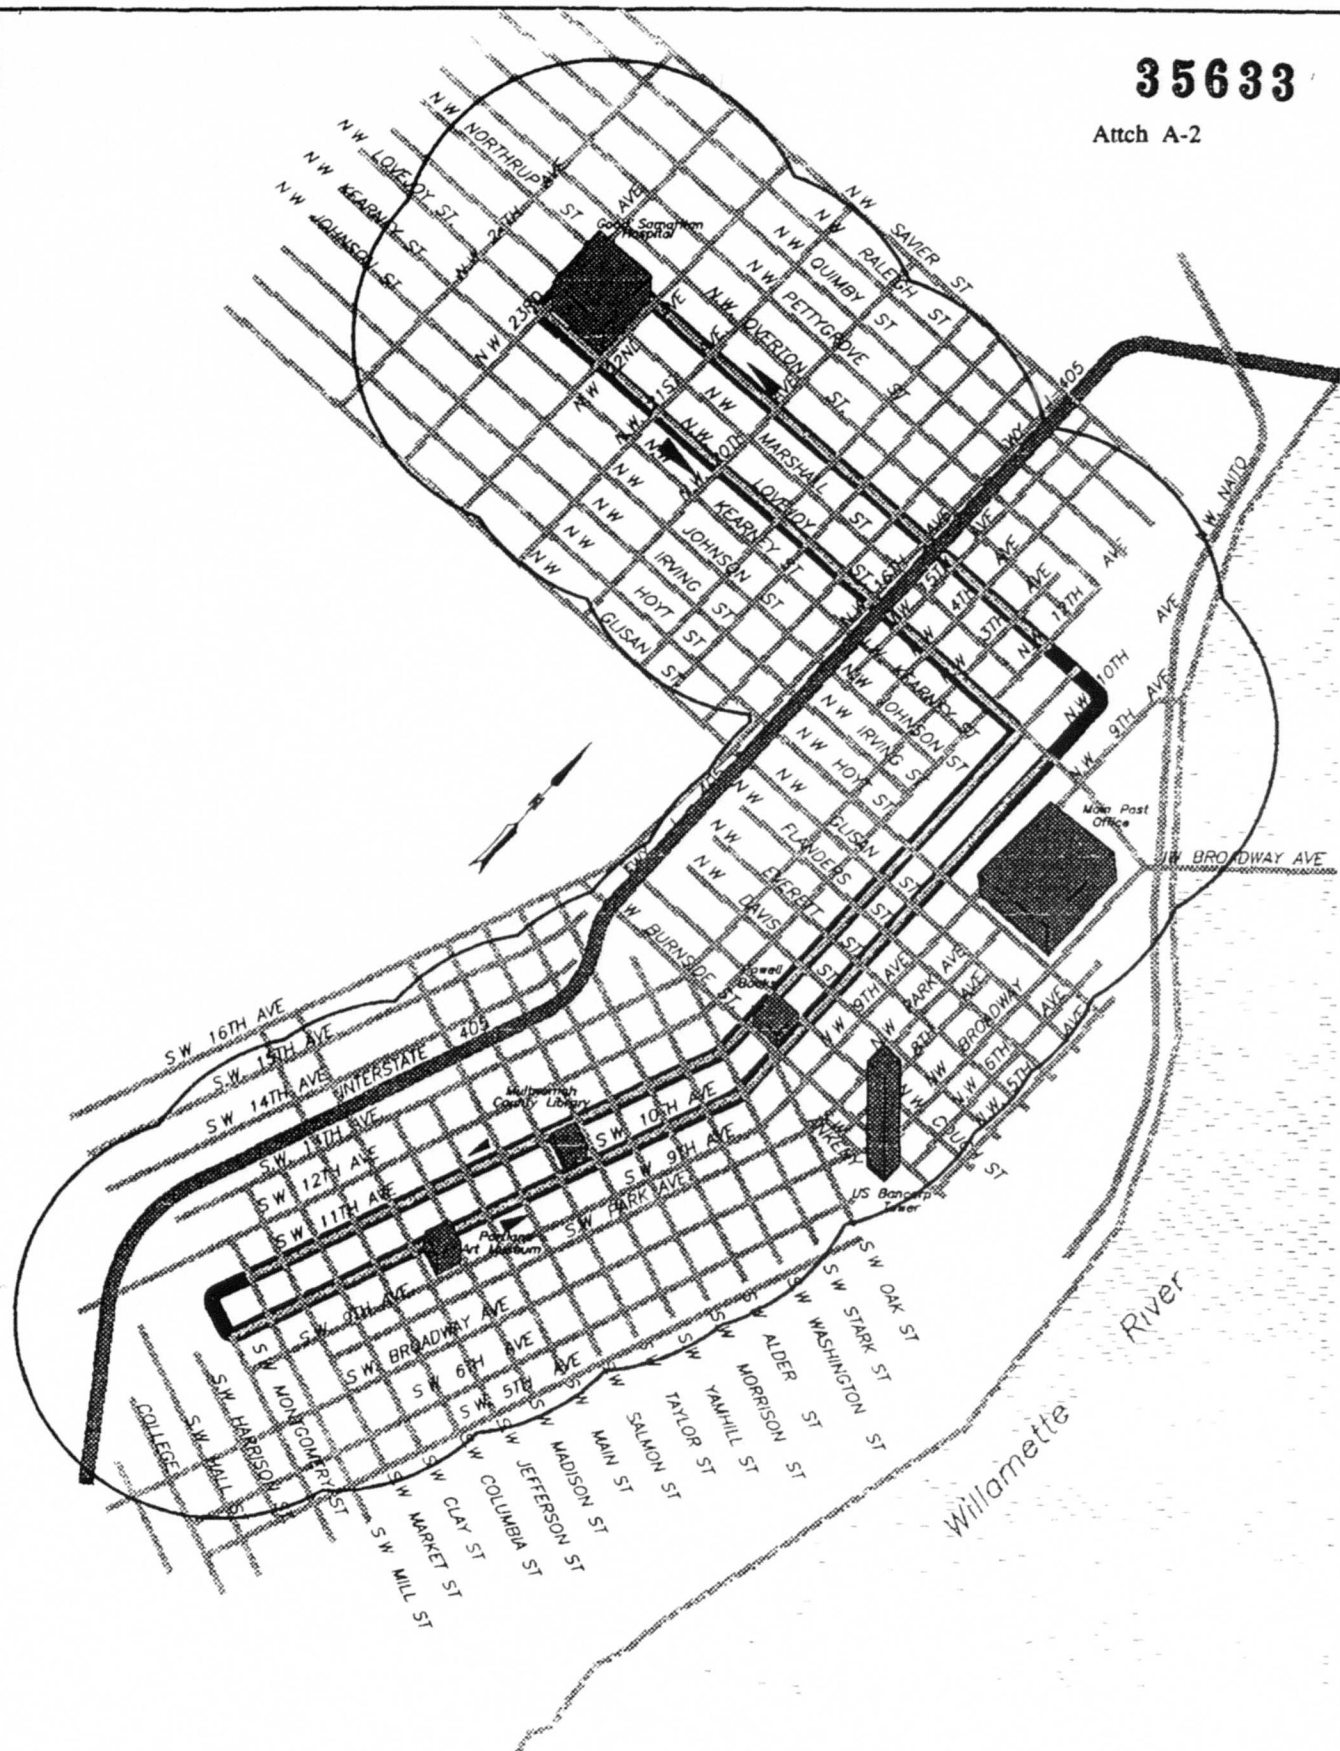 35633
Attch A-2
N W NORTHRUP ST
N W LOVEJOY ST.
N W KEARNEY ST.
N W JOHNSON ST
N W 24TH AVE
AVE
Good Samaritan
Hospital
N W SAVIER ST
N W RALEIGH ST
N W QUIMBY ST
N W PETTYGROVE ST
N W OVERTON ST.
N W 23RD
AVE
N W 22ND
AVE
N W 21ST
AVE
N W 20TH
N W MARSHALL ST
N W LOVEJOY ST.
N W KEARNEY ST
N W JOHNSON ST
N W IRVING ST
N W HOYT ST
N W GLISAN ST
I-405
N W 16TH AVE
N W 15TH AVE
AVE
AVE
N W 12TH AVE
N W 10TH
AVE
N W 9TH AVE
N W NAITO
N W KEARNEY ST
N W JOHNSON ST
N W IRVING ST
N W HOYT ST
N W GLISAN ST
N W FLANDERS ST
N W EVERETT ST
N W DAVIS ST
W BURNSIDE ST.
Main Post
Office
BROADWAY AVE
Powell
Books
N W 9TH AVE
N W PARK AVE
NW 8TH AVE
NW BROADWAY
N.W 6TH AVE
N.W. 5TH AVE
N W COUCH ST
S.W. ANKENY
US Bancorp
Tower
S W 16TH AVE
S.W. 15TH AVE
S W 14TH AVE
INTERSTATE 405
S.W. 13TH AVE
S W 12TH AVE
S W 11TH AVE
Multnomah
County Library
S W 10TH AVE
S.W 9TH AVE
S.W PARK AVE
Portland
Art Museum
S.W. 9TH AVE.
S W BROADWAY AVE
S W 6TH AVE
S W 5TH AVE
COLLEGE
S.W. HALL ST
S.W. HARRISON ST
S W MONTGOMERY ST
S W MILL ST
S W MARKET ST
S W CLAY ST
S W COLUMBIA ST
S W JEFFERSON ST
S W MADISON ST
S W MAIN ST
S W SALMON ST
S W TAYLOR ST
S W YAMHILL ST
S W MORRISON ST
S W ALDER ST
S W WASHINGTON ST
S W STARK ST
S W OAK ST
Willamette River